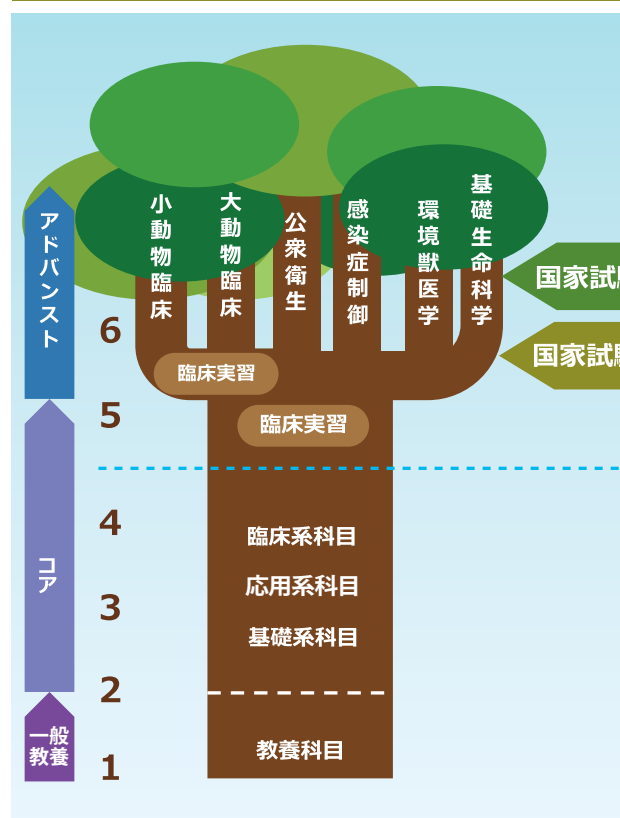 小動物臨床
大動物臨床
公衆衛生
感染症制御
環境獣医学
基礎生命科学
アドバンスト
国家試
6
国家試
臨床実習
5
臨床実習
4
臨床系科目
コア
応用系科目
3
基礎系科目
2
一般
教養
教養科目
1